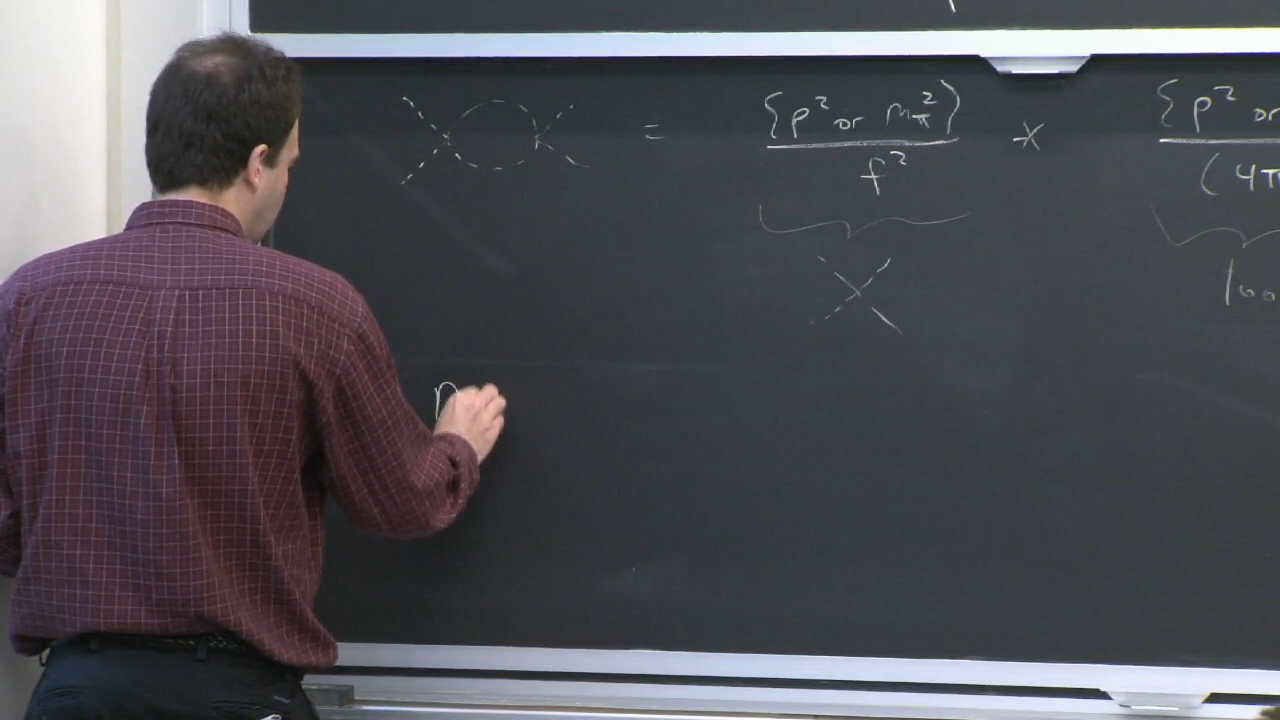 = {p² or m_π²} / f² * {p² or / (4π
loo
p